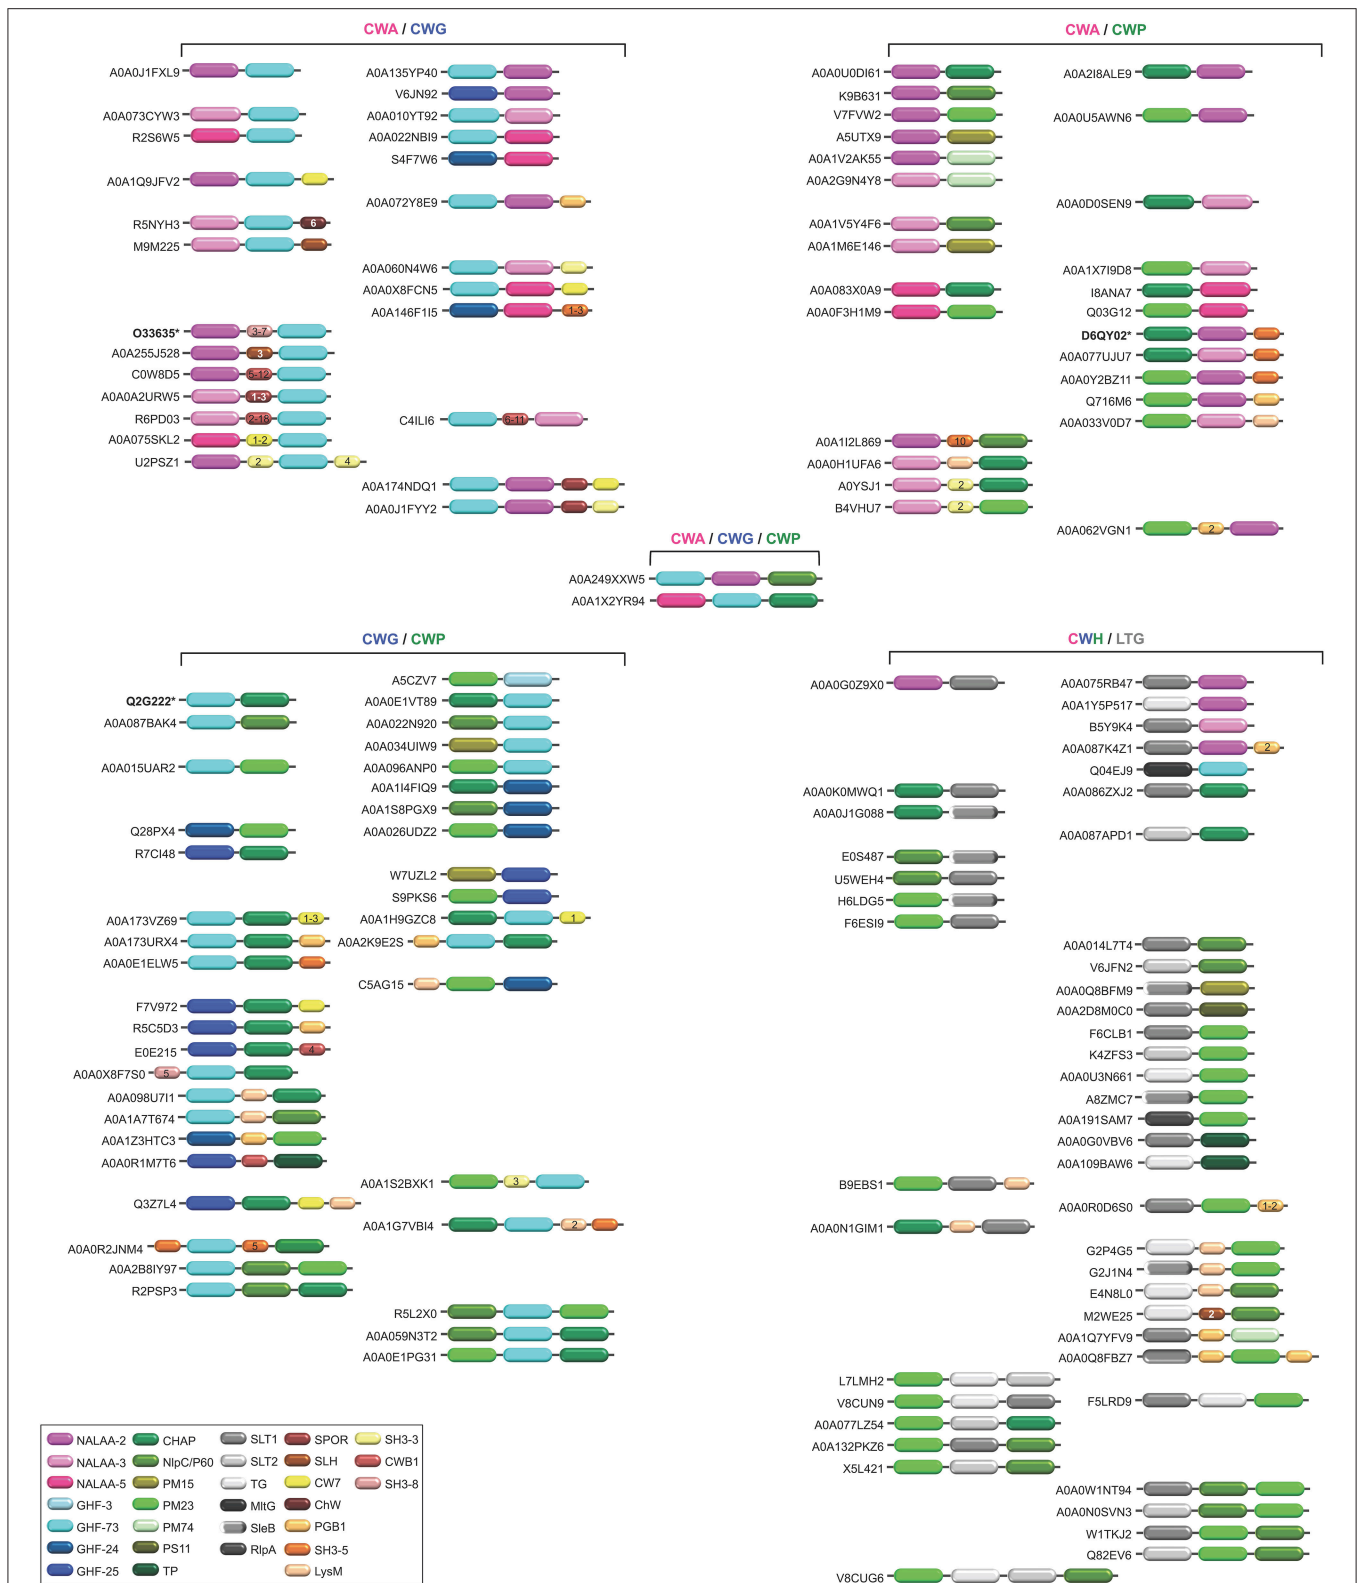 CWA / CWG
A0A0J1FXL9
A0A073CYW3
R2S6W5
A0A1Q9JFV2
R5NYH3 6
M9M225
O33635* 3-7
A0A255J528 3
C0W8D5 5-12
A0A0A2URW5 1-3
R6PD03 2-18
A0A075SKL2 1-2
U2PSZ1 2 4
A0A135YP40
V6JN92
A0A010YT92
A0A022NBI9
S4F7W6
A0A072Y8E9
A0A060N4W6
A0A0X8FCN5
A0A146F1I5 1-3
C4ILI6 6-11
A0A174NDQ1
A0A0J1FYY2
CWA / CWP
A0A0U0DI61
K9B631
V7FVW2
A5UTX9
A0A1V2AK55
A0A2G9N4Y8
A0A1V5Y4F6
A0A1M6E146
A0A083X0A9
A0A0F3H1M9
A0A1I2L869 10
A0A0H1UFA6
A0YSJ1 2
B4VHU7 2
A0A2I8ALE9
A0A0U5AWN6
A0A0D0SEN9
A0A1X7I9D8
I8ANA7
Q03G12
D6QY02*
A0A077UJU7
A0A0Y2BZ11
Q716M6
A0A033V0D7
A0A062VGN1 2
CWA / CWG / CWP
A0A249XXW5
A0A1X2YR94
CWG / CWP
Q2G222*
A0A087BAK4
A0A015UAR2
Q28PX4
R7CI48
A0A173VZ69 1-3
A0A173URX4
A0A0E1ELW5
F7V972
R5C5D3
E0E215 4
A0A0X8F7S0 5
A0A098U7I1
A0A1A7T674
A0A1Z3HTC3
A0A0R1M7T6
Q3Z7L4
A0A0R2JNM4 5
A0A2B8IY97
R2PSP3
A5CZV7
A0A0E1VT89
A0A022N920
A0A034UIW9
A0A096ANP0
A0A1I4FIQ9
A0A1S8PGX9
A0A026UDZ2
W7UZL2
S9PKS6
A0A1H9GZC8 1
A0A2K9E2S
C5AG15
A0A1S2BXK1 3
A0A1G7VBI4 2
R5L2X0
A0A059N3T2
A0A0E1PG31
CWH / LTG
A0A0G0Z9X0
A0A0K0MWQ1
A0A0J1G088
E0S487
U5WEH4
H6LDG5
F6ESI9
B9EBS1
A0A0N1GIM1
L7LMH2
V8CUN9
A0A077LZ54
A0A132PKZ6
X5L421
V8CUG6
A0A075RB47
A0A1Y5P517
B5Y9K4
A0A087K4Z1 2
Q04EJ9
A0A086ZXJ2
A0A087APD1
A0A014L7T4
V6JFN2
A0A0Q8BFM9
A0A2D8M0C0
F6CLB1
K4ZFS3
A0A0U3N661
A8ZMC7
A0A191SAM7
A0A0G0VBV6
A0A109BAW6
A0A0R0D6S0 1-2
G2P4G5
G2J1N4
E4N8L0
M2WE25 2
A0A1Q7YFV9
A0A0Q8FBZ7
F5LRD9
A0A0W1NT94
A0A0N0SVN3
W1TKJ2
Q82EV6
NALAA-2 CHAP SLT1 SPOR SH3-3
NALAA-3 NlpC/P60 SLT2 SLH CWB1
NALAA-5 PM15 TG CW7 SH3-8
GHF-3 PM23 MltG ChW
GHF-73 PM74 SleB PGB1
GHF-24 PS11 RlpA SH3-5
GHF-25 TP LysM